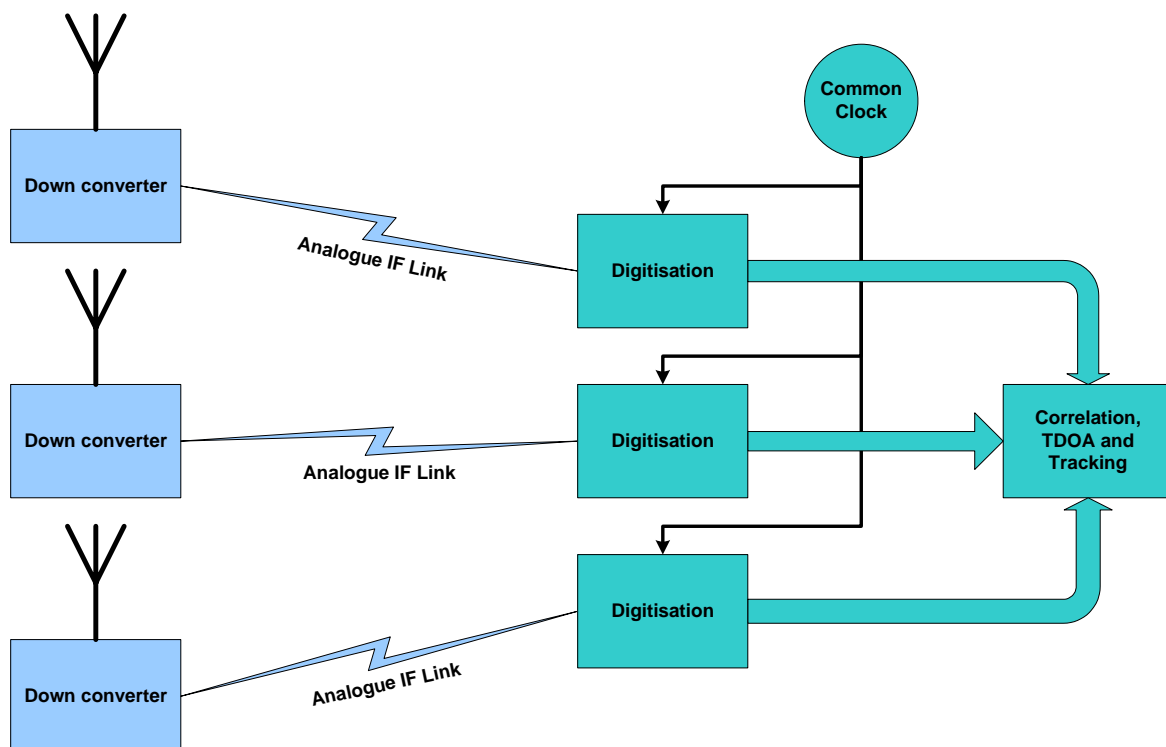 Common
Clock
Down converter
Analogue IF Link
Digitisation
Down converter
Analogue IF Link
Digitisation
Correlation,
TDOA and
Tracking
Down converter
Analogue IF Link
Digitisation